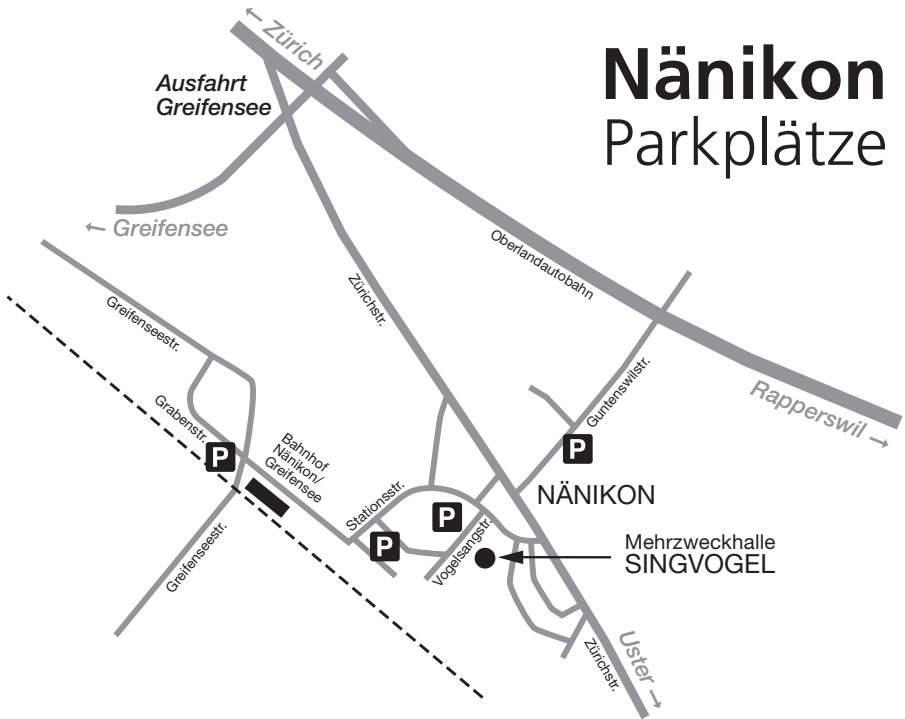 ← Zürich
Nänikon
Parkplätze
Ausfahrt
Greifensee
← Greifensee
Oberlandautobahn
Zürichstr.
Greifenseestr.
Guntenswilstr.
Rapperswil →
Grabenstr.
P
Bahnhof
Nänikon/
Greifensee
P
Stationsstr.
NÄNIKON
P
P
Vogelsangstr.
Mehrzweckhalle
SINGVOGEL
Greifenseestr.
Zürichstr.
Uster →